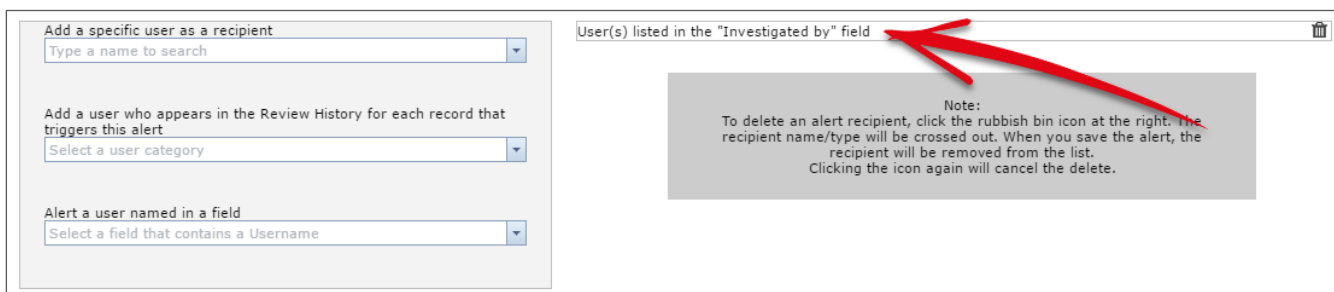 Add a specific user as a recipient
Type a name to search
Add a user who appears in the Review History for each record that
triggers this alert
Select a user category
Alert a user named in a field
Select a field that contains a Username
User(s) listed in the "Investigated by" field
Note:
To delete an alert recipient, click the rubbish bin icon at the right. The
recipient name/type will be crossed out. When you save the alert, the
recipient will be removed from the list.
Clicking the icon again will cancel the delete.